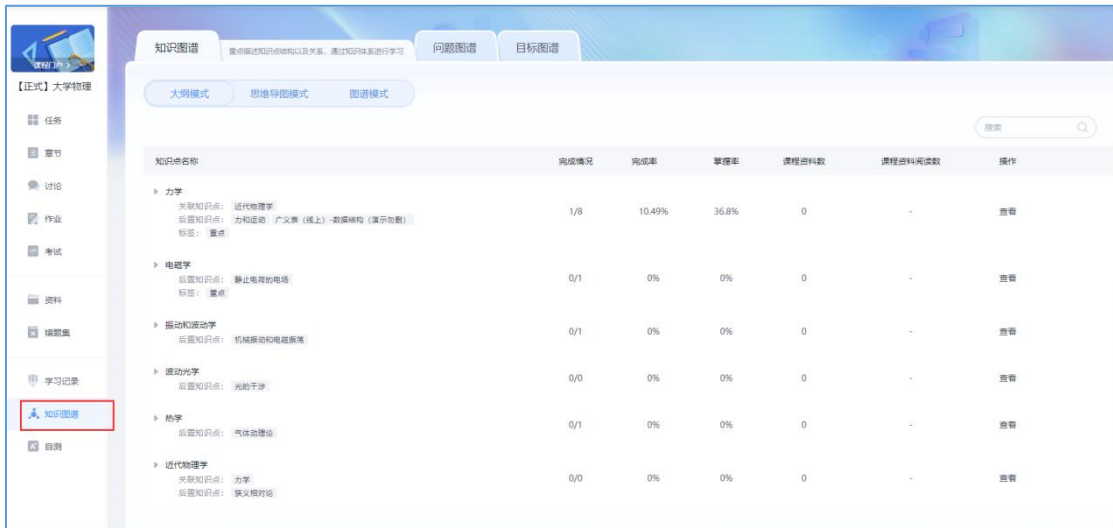 课程门户 >
【正式】大学物理
任务
章节
讨论
作业
考试
资料
错题集
学习记录
知识图谱
自测
知识图谱 重点描述知识点结构以及关系，通过知识体系进行学习 问题图谱 目标图谱
大纲模式 思维导图模式 图谱模式
搜索
知识点名称 完成情况 完成率 掌握率 课程资料数 课程资料阅读数 操作
力学
关联知识点： 近代物理学
后置知识点： 力和运动 广义表（线上）-数据结构（演示勿删）
标签： 重点
1/8 10.49% 36.8% 0 - 查看
电磁学
后置知识点： 静止电荷的电场
标签： 重点
0/1 0% 0% 0 - 查看
振动和波动学
后置知识点： 机械振动和电磁振荡
0/1 0% 0% 0 - 查看
波动光学
后置知识点： 光的干涉
0/0 0% 0% 0 - 查看
热学
后置知识点： 气体动理论
0/1 0% 0% 0 - 查看
近代物理学
关联知识点： 力学
后置知识点： 狭义相对论
0/0 0% 0% 0 - 查看